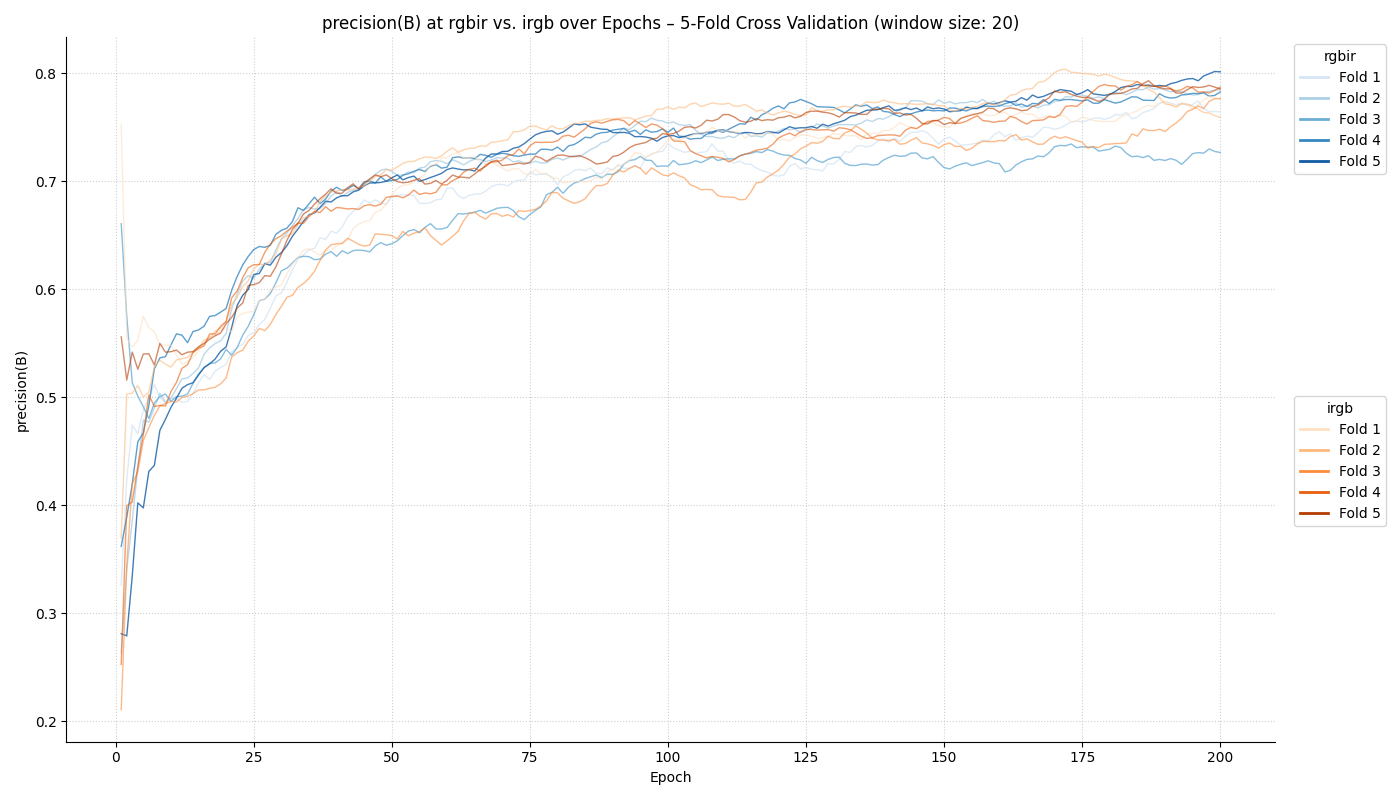 precision(B) at rgbir vs. irgb over Epochs – 5-Fold Cross Validation (window size: 20)
rgbir
Fold 1
Fold 2
Fold 3
Fold 4
Fold 5
irgb
Fold 1
Fold 2
Fold 3
Fold 4
Fold 5
precision(B)
0.8
0.7
0.6
0.5
0.4
0.3
0.2
0 25 50 75 100 125 150 175 200
Epoch